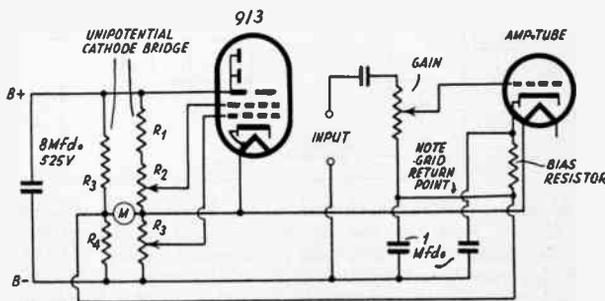 UNIPOTENTIAL
CATHODE BRIDGE
913
B+
8Mfd.
525V
R3
R4
R1
R2
R3
M
B-
INPUT
GAIN
AMP-TUBE
NOTE
GRID
RETURN
POINT
BIAS
RESISTOR
1
Mfd.